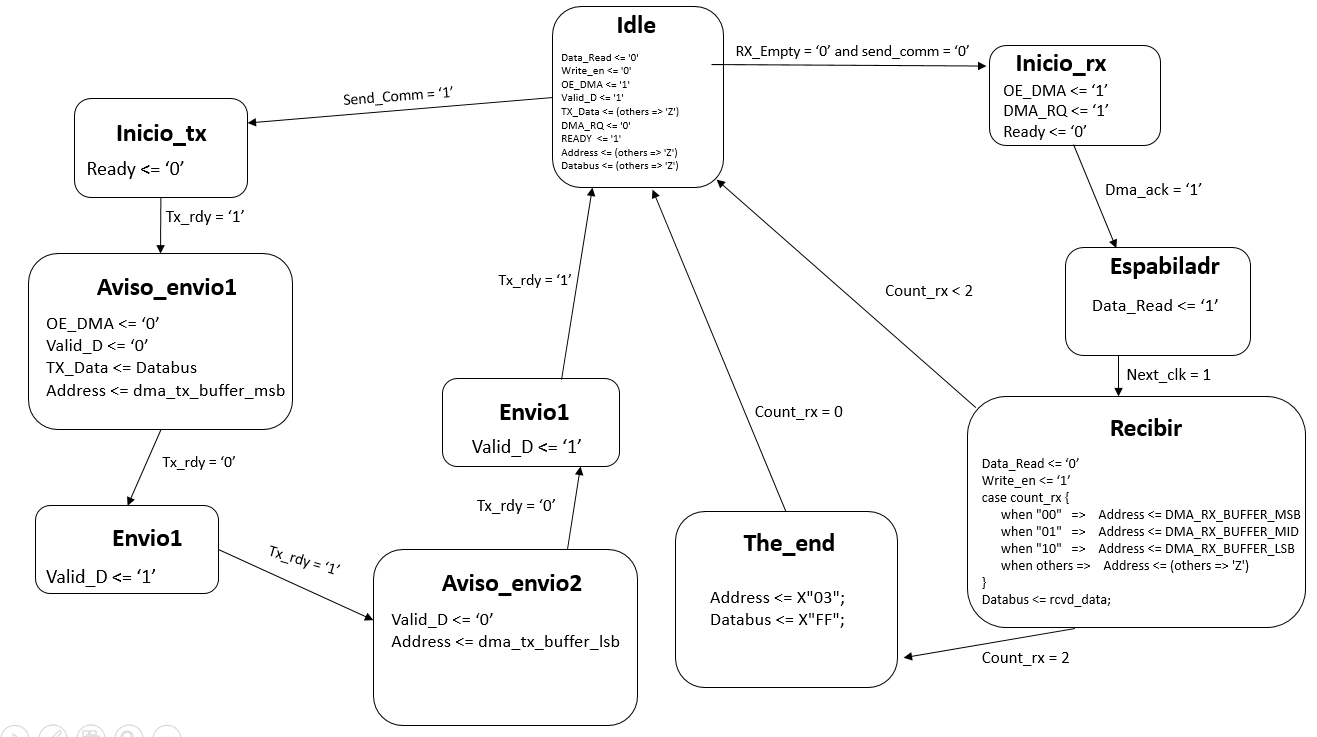 Idle
Data_Read <= '0'
Write_en <= '0'
OE_DMA <= '1'
Valid_D <= '1'
TX_Data <= (others => 'Z')
DMA_RQ <= '0'
READY <= '1'
Address <= (others => 'Z')
Databus <= (others => 'Z')
RX_Empty = ‘0’ and send_comm = ‘0’
Inicio_rx
OE_DMA <= ‘1’
DMA_RQ <= ‘1’
Ready <= ‘0’
Send_Comm = ‘1’
Inicio_tx
Ready <= ‘0’
Tx_rdy = ‘1’
Dma_ack = ‘1’
Aviso_envio1
OE_DMA <= ‘0’
Valid_D <= ‘0’
TX_Data <= Databus
Address <= dma_tx_buffer_msb
Tx_rdy = ‘1’
Count_rx < 2
Espabiladr
Data_Read <= ‘1’
Next_clk = 1
Envio1
Valid_D <= ‘1’
Count_rx = 0
Recibir
Data_Read <= ‘0’
Write_en <= ‘1’
case count_rx {
when "00" => Address <= DMA_RX_BUFFER_MSB
when "01" => Address <= DMA_RX_BUFFER_MID
when "10" => Address <= DMA_RX_BUFFER_LSB
when others => Address <= (others => 'Z')
}
Databus <= rcvd_data;
Tx_rdy = ‘0’
Envio1
Valid_D <= ‘1’
Tx_rdy = ‘1’
Tx_rdy = ‘0’
Aviso_envio2
Valid_D <= ‘0’
Address <= dma_tx_buffer_lsb
The_end
Address <= X"03";
Databus <= X"FF";
Count_rx = 2